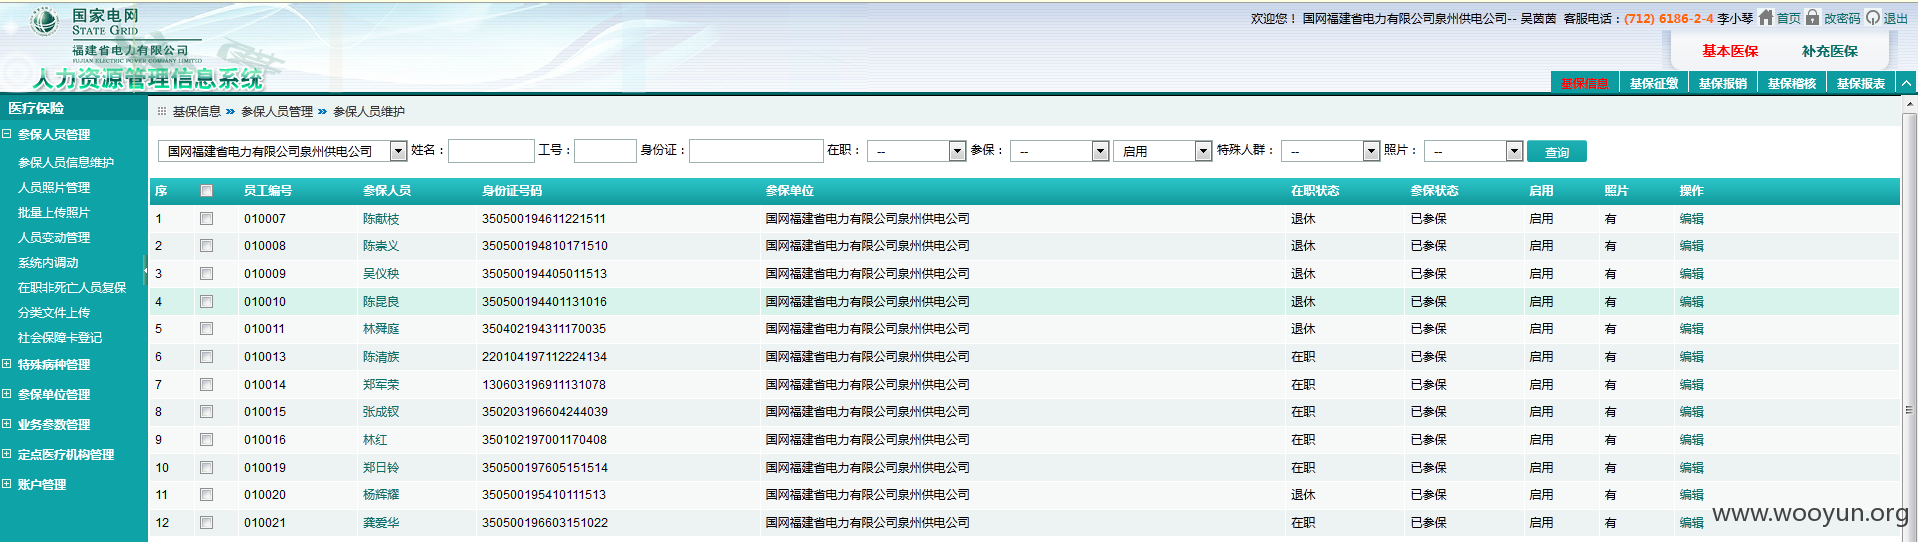 国家电网
STATE GRID
福建省电力有限公司
FUJIAN ELECTRIC POWER COMPANY LIMITED
人力资源管理信息系统
欢迎您！ 国网福建省电力有限公司泉州供电公司-- 吴茵茵 客服电话：(712) 6186-2-4 李小琴 首页 改密码 退出
基本医保 补充医保
基保信息 基保征缴 基保报销 基保稽核 基保报表
医疗保险
参保人员管理
参保人员信息维护
人员照片管理
批量上传照片
人员变动管理
系统内调动
在职非死亡人员复保
分类文件上传
社会保障卡登记
特殊病种管理
参保单位管理
业务参数管理
定点医疗机构管理
账户管理
基保信息 » 参保人员管理 » 参保人员维护
国网福建省电力有限公司泉州供电公司 姓名： 工号： 身份证： 在职： -- 参保： -- 启用 特殊人群： -- 照片： -- 查询
序 员工编号 参保人员 身份证号码 参保单位 在职状态 参保状态 启用 照片 操作
1 010007 陈献枝 350500194611221511 国网福建省电力有限公司泉州供电公司 退休 已参保 启用 有 编辑
2 010008 陈崇义 350500194810171510 国网福建省电力有限公司泉州供电公司 退休 已参保 启用 有 编辑
3 010009 吴仪秧 350500194405011513 国网福建省电力有限公司泉州供电公司 退休 已参保 启用 有 编辑
4 010010 陈昆良 350500194401131016 国网福建省电力有限公司泉州供电公司 退休 已参保 启用 有 编辑
5 010011 林舜庭 350402194311170035 国网福建省电力有限公司泉州供电公司 退休 已参保 启用 有 编辑
6 010013 陈清族 220104197112224134 国网福建省电力有限公司泉州供电公司 在职 已参保 启用 有 编辑
7 010014 郑军荣 130603196911131078 国网福建省电力有限公司泉州供电公司 在职 已参保 启用 有 编辑
8 010015 张成钗 350203196604244039 国网福建省电力有限公司泉州供电公司 在职 已参保 启用 有 编辑
9 010016 林红 350102197001170408 国网福建省电力有限公司泉州供电公司 在职 已参保 启用 有 编辑
10 010019 郑日铃 350500197605151514 国网福建省电力有限公司泉州供电公司 在职 已参保 启用 有 编辑
11 010020 杨辉耀 350500195410111513 国网福建省电力有限公司泉州供电公司 退休 已参保 启用 有 编辑
12 010021 龚爱华 350500196603151022 国网福建省电力有限公司泉州供电公司 在职 已参保 启用 有 编辑
www.wooyun.org